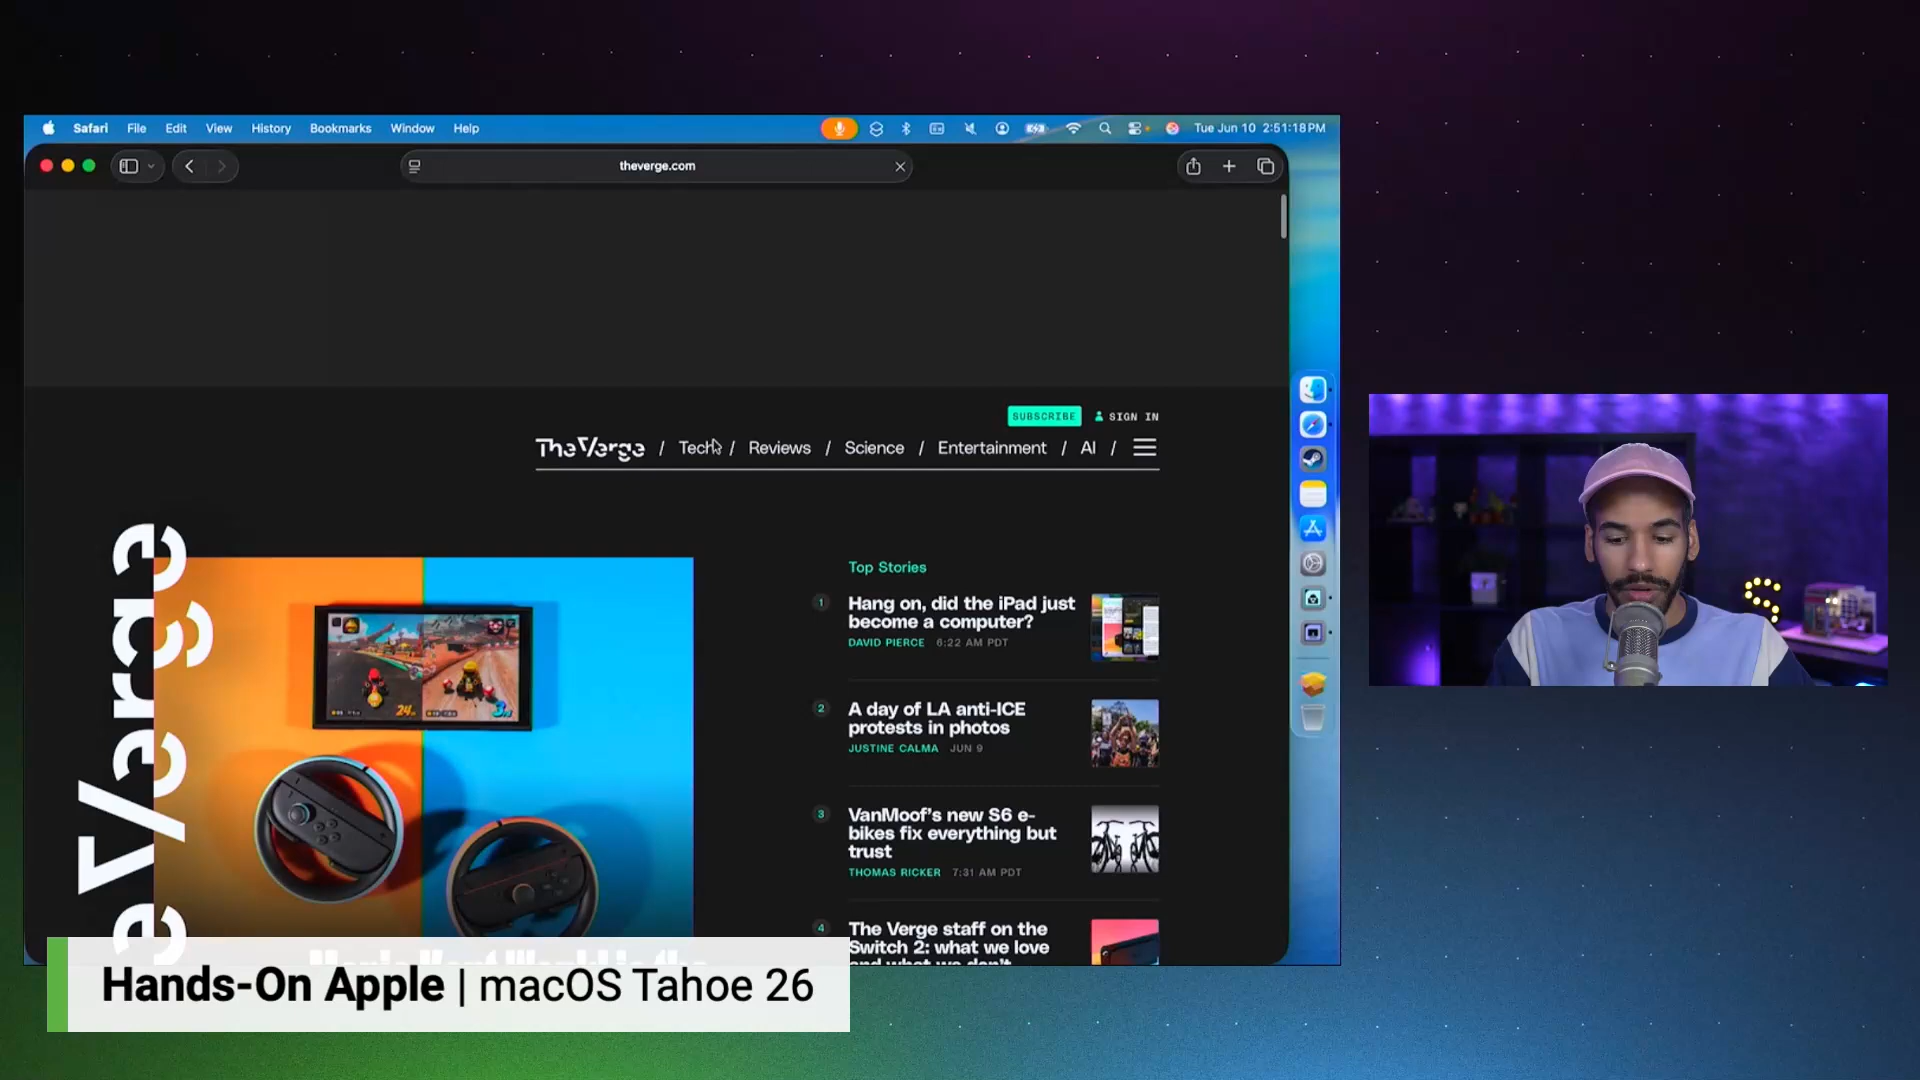 Safari File Edit View History Bookmarks Window Help
Tue Jun 10 2:51:18 PM
theverge.com
SUBSCRIBE SIGN IN
The Verge / Tech / Reviews / Science / Entertainment / AI /
Top Stories
1 Hang on, did the iPad just
become a computer?
DAVID PIERCE 6:22 AM PDT
2 A day of LA anti-ICE
protests in photos
JUSTINE CALMA JUN 9
3 VanMoof's new S6 e-
bikes fix everything but
trust
THOMAS RICKER 7:31 AM PDT
4 The Verge staff on the
Switch 2: what we love
and what we don't
Hands-On Apple | macOS Tahoe 26
S